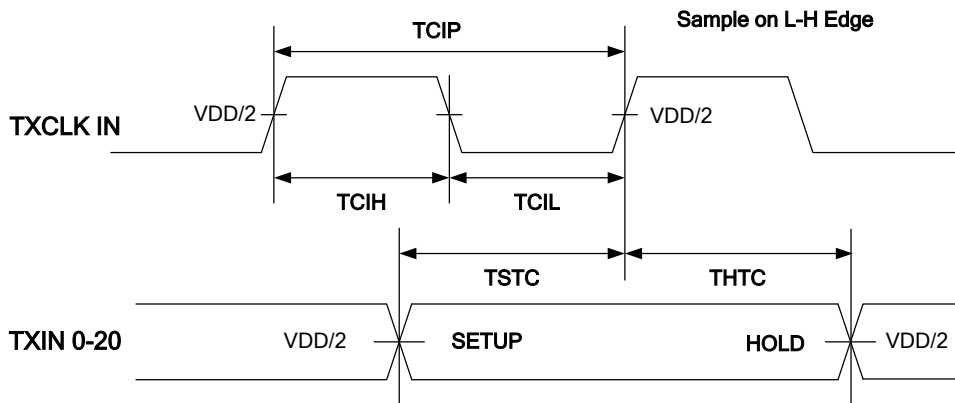 Sample on L-H Edge
TCIP
TXCLK IN
VDD/2
VDD/2
TCIH
TCIL
TSTC
THTC
TXIN 0-20
VDD/2
SETUP
HOLD
VDD/2